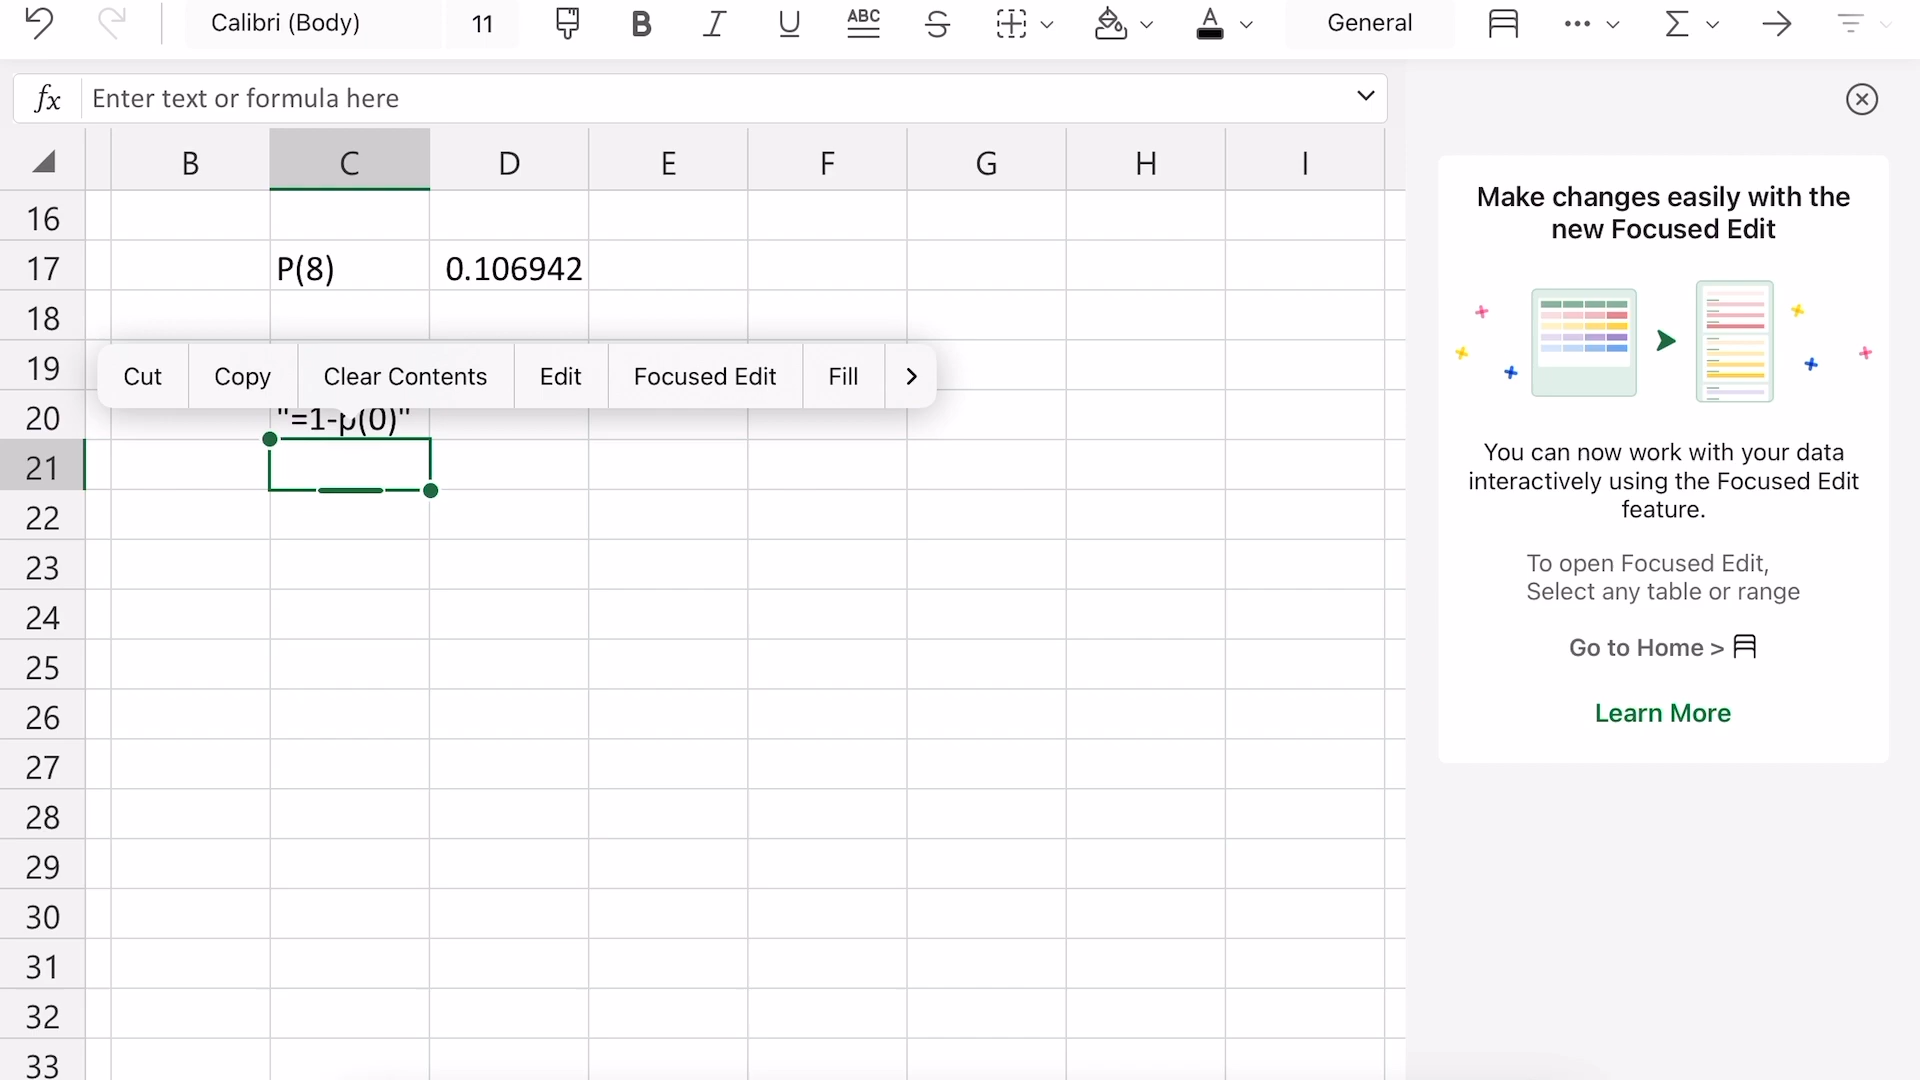 Calibri (Body) 11 B I U ABC S A General Σ
fx Enter text or formula here
B C D E F G H I
16
17 P(8) 0.106942
18
19
Cut Copy Clear Contents Edit Focused Edit Fill >
20 "=1-p(0)"
21
22
23
24
25
26
27
28
29
30
31
32
33
Make changes easily with the
new Focused Edit
You can now work with your data
interactively using the Focused Edit
feature.
To open Focused Edit,
Select any table or range
Go to Home >
Learn More